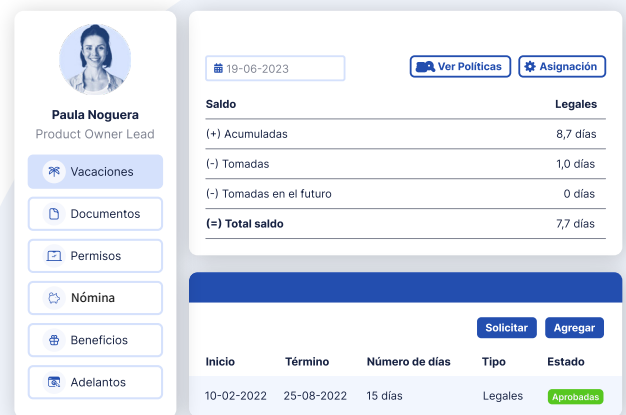 Paula Noguera
Product Owner Lead
Vacaciones
Documentos
Permisos
Nómina
Beneficios
Adelantos
19-06-2023
Ver Políticas
Asignación
Saldo Legales
(+) Acumuladas 8,7 días
(-) Tomadas 1,0 días
(-) Tomadas en el futuro 0 días
(=) Total saldo 7,7 días
Solicitar Agregar
Inicio Término Número de días Tipo Estado
10-02-2022 25-08-2022 15 días Legales Aprobadas